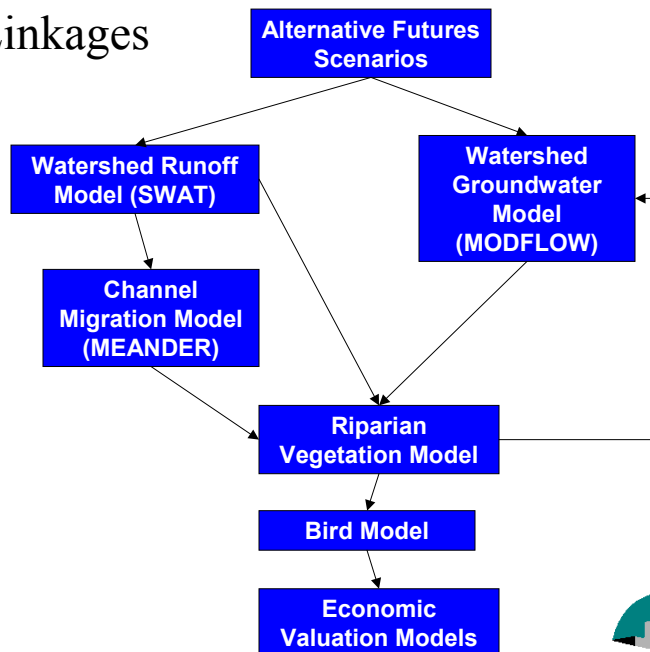 Linkages
Alternative Futures
Scenarios
Watershed Runoff
Model (SWAT)
Watershed
Groundwater
Model
(MODFLOW)
Channel
Migration Model
(MEANDER)
Riparian
Vegetation Model
Bird Model
Economic
Valuation Models